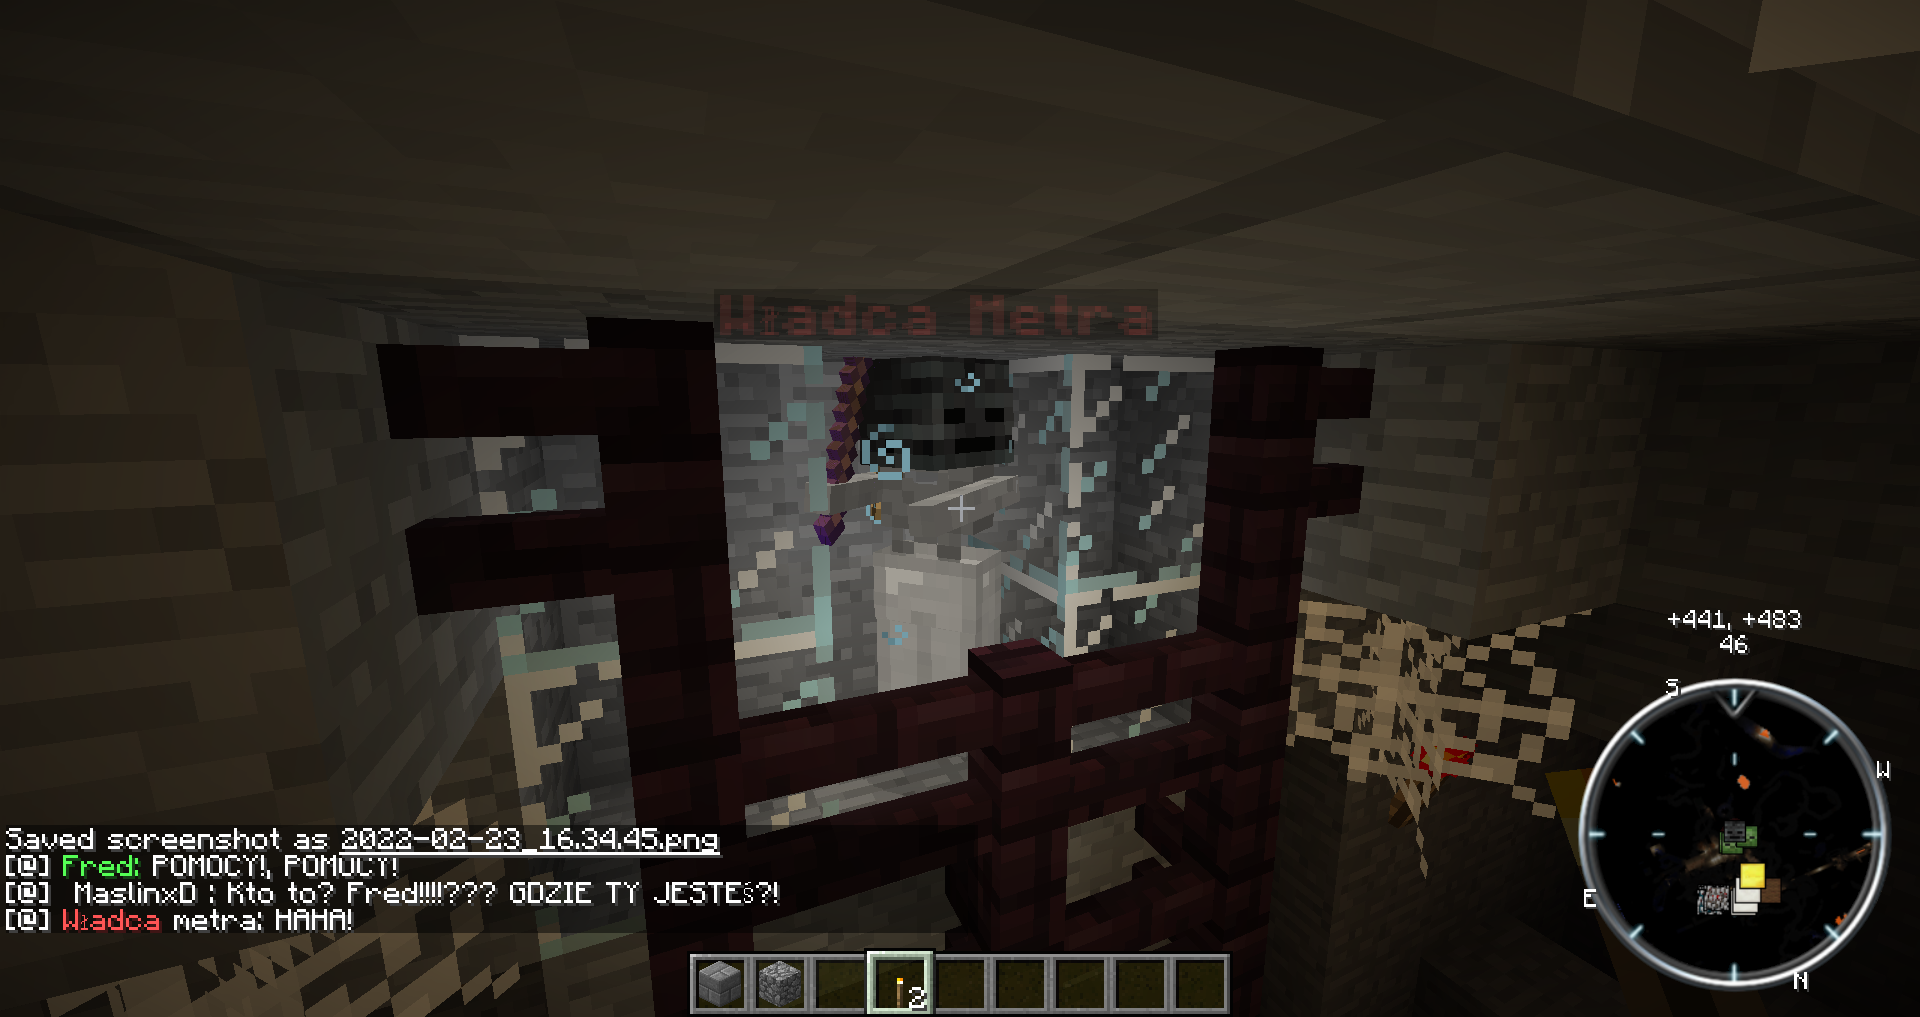 Władca Metra
+441, +483
46
S
W
E
N
Saved screenshot as 2022-02-23_16.34.45.png
[@] Fred: POMOCY!, POMOCY!
[@]  MaslinxD : Kto to? Fred!!!!??? GDZIE TY JESTEŚ?!
[@] Władca metra: HAHA!
2